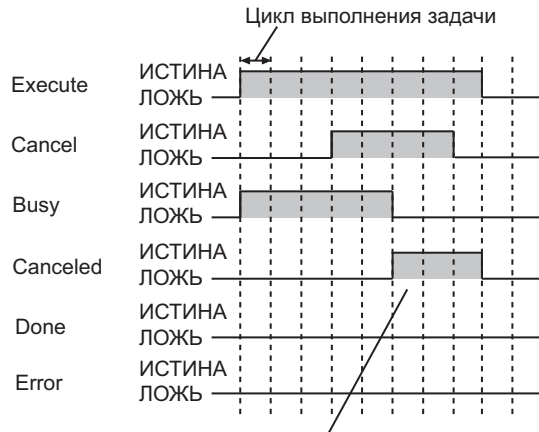 Цикл выполнения задачи
Execute ИСТИНА
ЛОЖЬ
Cancel ИСТИНА
ЛОЖЬ
Busy ИСТИНА
ЛОЖЬ
Canceled ИСТИНА
ЛОЖЬ
Done ИСТИНА
ЛОЖЬ
Error ИСТИНА
ЛОЖЬ